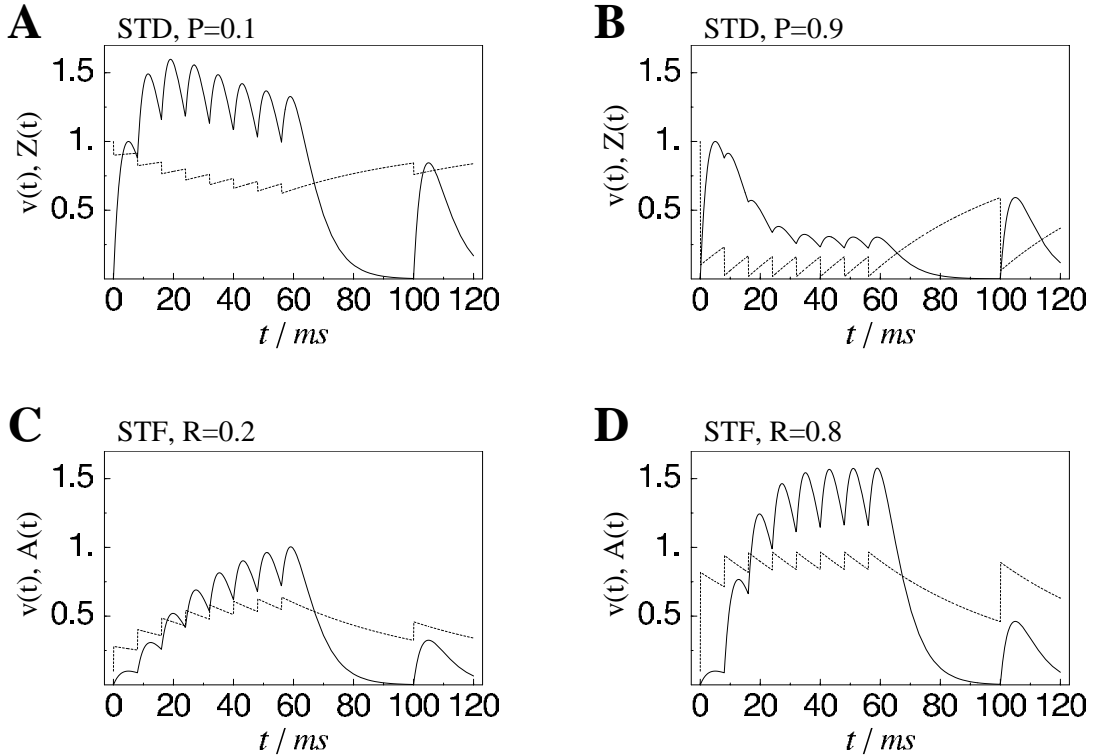 A
STD, P=0.1
v(t), Z(t)
1.5
1.
0.5
0 20 40 60 80 100 120
t / ms
B
STD, P=0.9
v(t), Z(t)
1.5
1.
0.5
0 20 40 60 80 100 120
t / ms
C
STF, R=0.2
v(t), A(t)
1.5
1.
0.5
0 20 40 60 80 100 120
t / ms
D
STF, R=0.8
v(t), A(t)
1.5
1.
0.5
0 20 40 60 80 100 120
t / ms